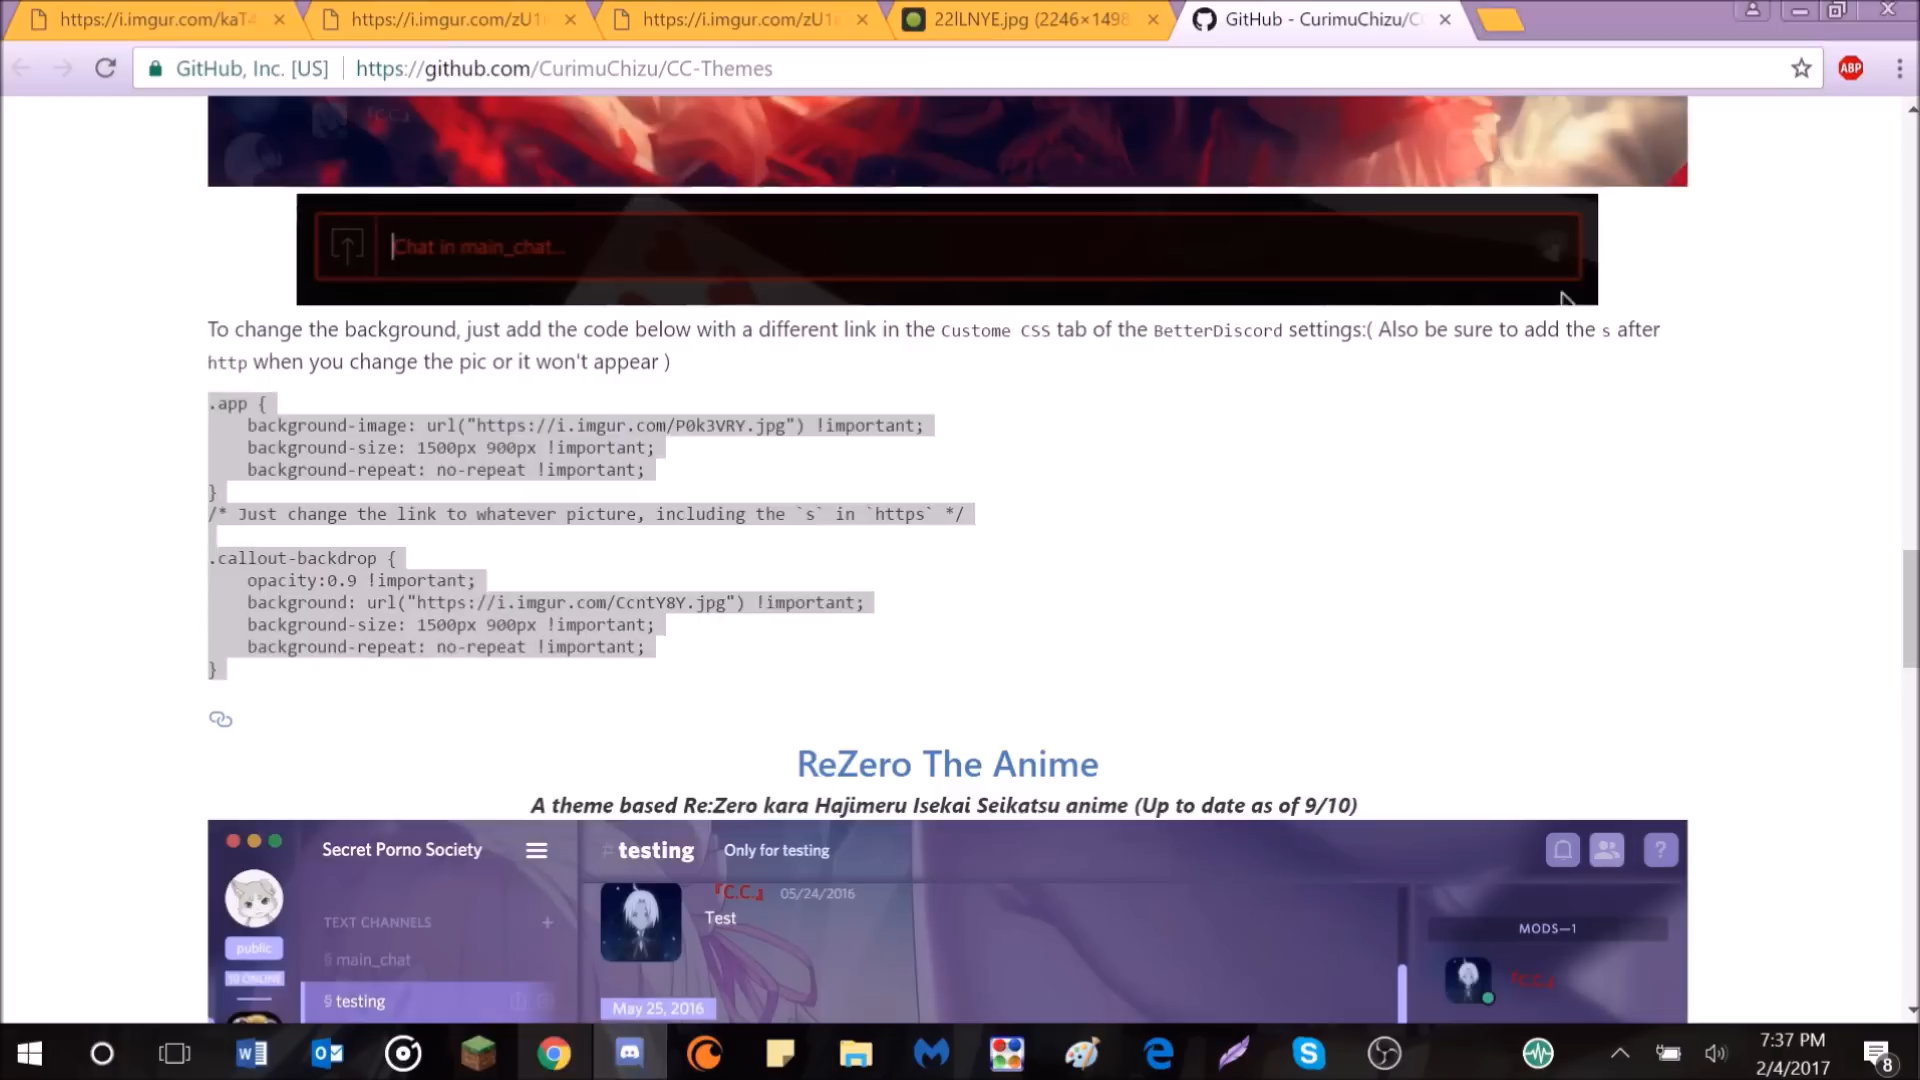 https://i.imgur.com/kaT4
https://i.imgur.com/zU1
https://i.imgur.com/zU1
22lLNYE.jpg (2246×1498
GitHub - CurimuChizu/C
GitHub, Inc. [US]
https://github.com/CurimuChizu/CC-Themes
ABP
『C.C.』
Chat in main_chat...
To change the background, just add the code below with a different link in the Custome CSS tab of the BetterDiscord settings:( Also be sure to add the s after
http when you change the pic or it won't appear )
.app {
background-image: url("https://i.imgur.com/P0k3VRY.jpg") !important;
background-size: 1500px 900px !important;
background-repeat: no-repeat !important;
}
/* Just change the link to whatever picture, including the `s` in `https` */
.callout-backdrop {
opacity:0.9 !important;
background: url("https://i.imgur.com/CcntY8Y.jpg") !important;
background-size: 1500px 900px !important;
background-repeat: no-repeat !important;
}
ReZero The Anime
A theme based Re:Zero kara Hajimeru Isekai Seikatsu anime (Up to date as of 9/10)
Secret Porno Society
# testing
Only for testing
?
『C.C.』 05/24/2016
Test
TEXT CHANNELS +
public
§ main_chat
ONLINE
§ testing
MODS—1
『C.C.』
May 25, 2016
7:37 PM
2/4/2017
8